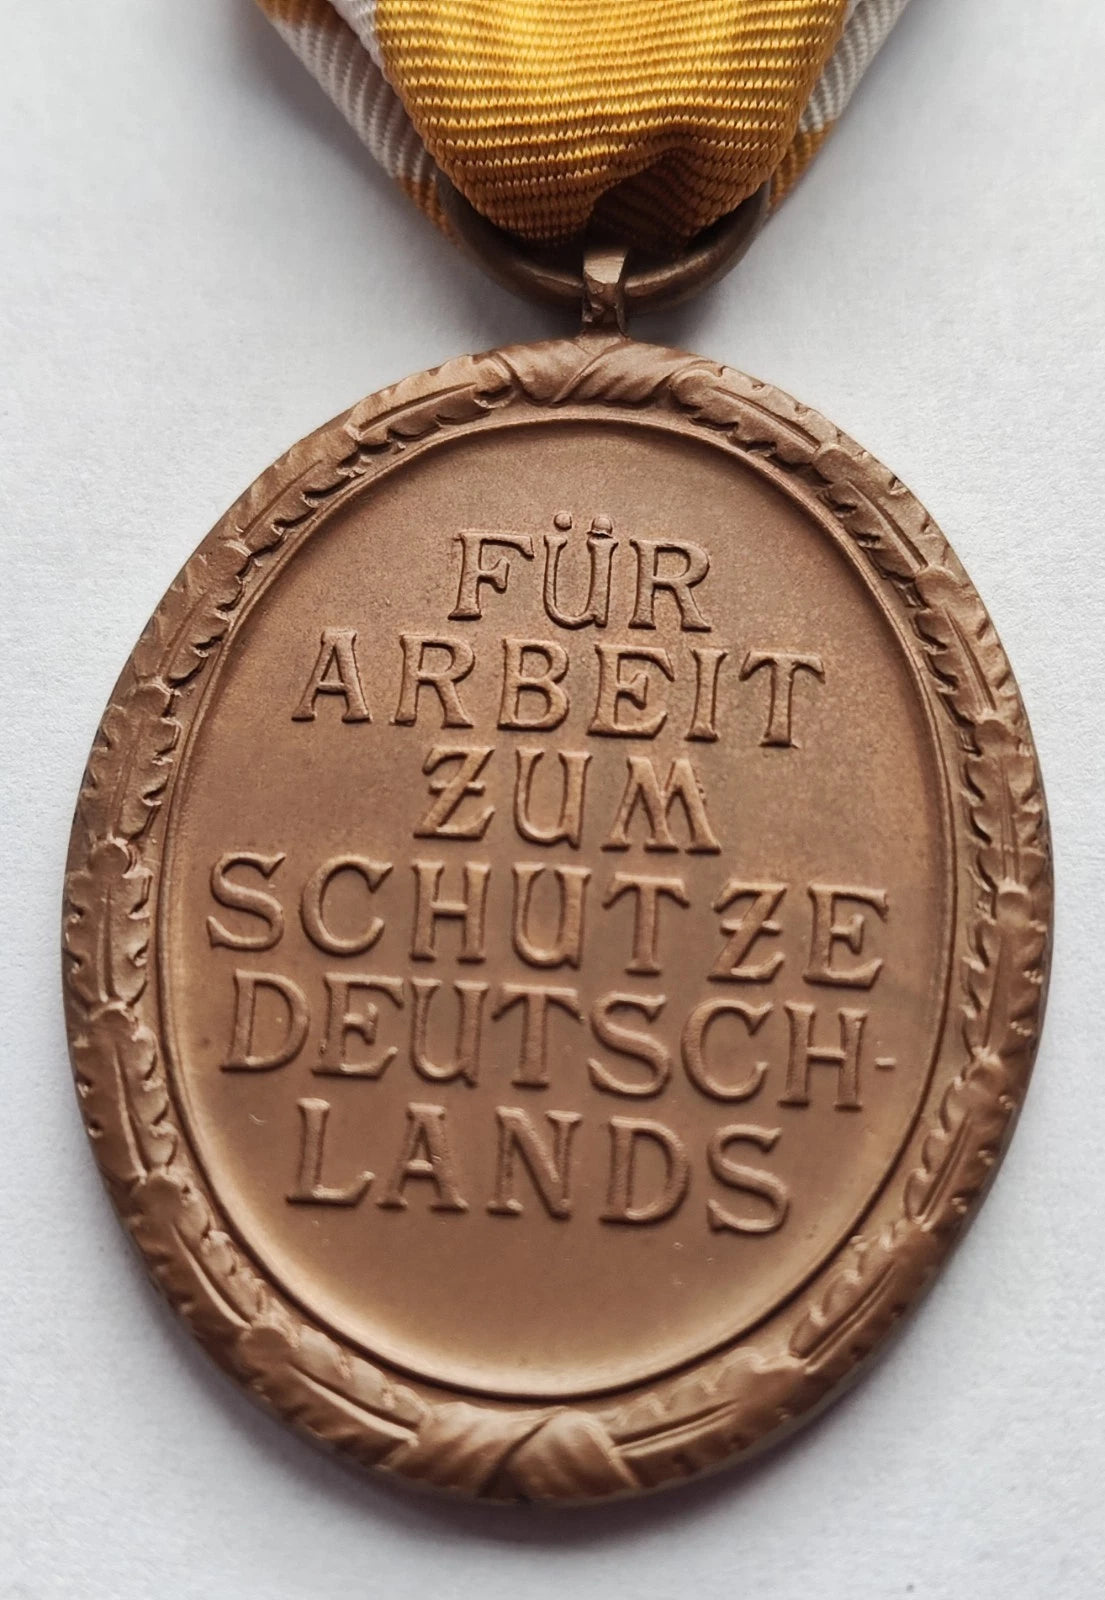 FÜR
ARBEIT
ZUM
SCHUTZE
DEUTSCH-
LANDS